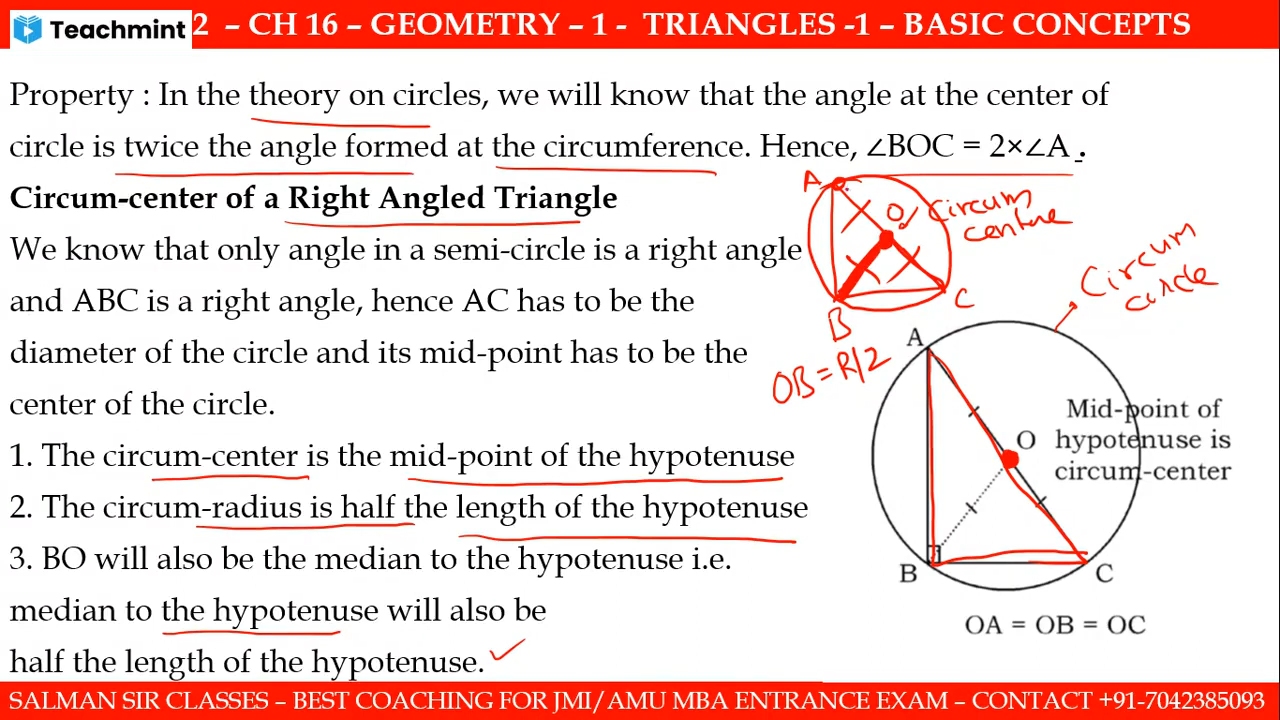 Teachmint
2 – CH 16 – GEOMETRY – 1 - TRIANGLES -1 – BASIC CONCEPTS
Property : In the theory on circles, we will know that the angle at the center of
circle is twice the angle formed at the circumference. Hence, ∠BOC = 2×∠A .
Circum-center of a Right Angled Triangle
We know that only angle in a semi-circle is a right angle
and ABC is a right angle, hence AC has to be the
diameter of the circle and its mid-point has to be the
center of the circle.
1. The circum-center is the mid-point of the hypotenuse
2. The circum-radius is half the length of the hypotenuse
3. BO will also be the median to the hypotenuse i.e.
median to the hypotenuse will also be
half the length of the hypotenuse.
A
O
Circum
centre
B
C
OB = R/2
Circum
circle
A
O
Mid-point of
hypotenuse is
circum-center
B
C
OA = OB = OC
SALMAN SIR CLASSES – BEST COACHING FOR JMI/AMU MBA ENTRANCE EXAM – CONTACT +91-7042385093